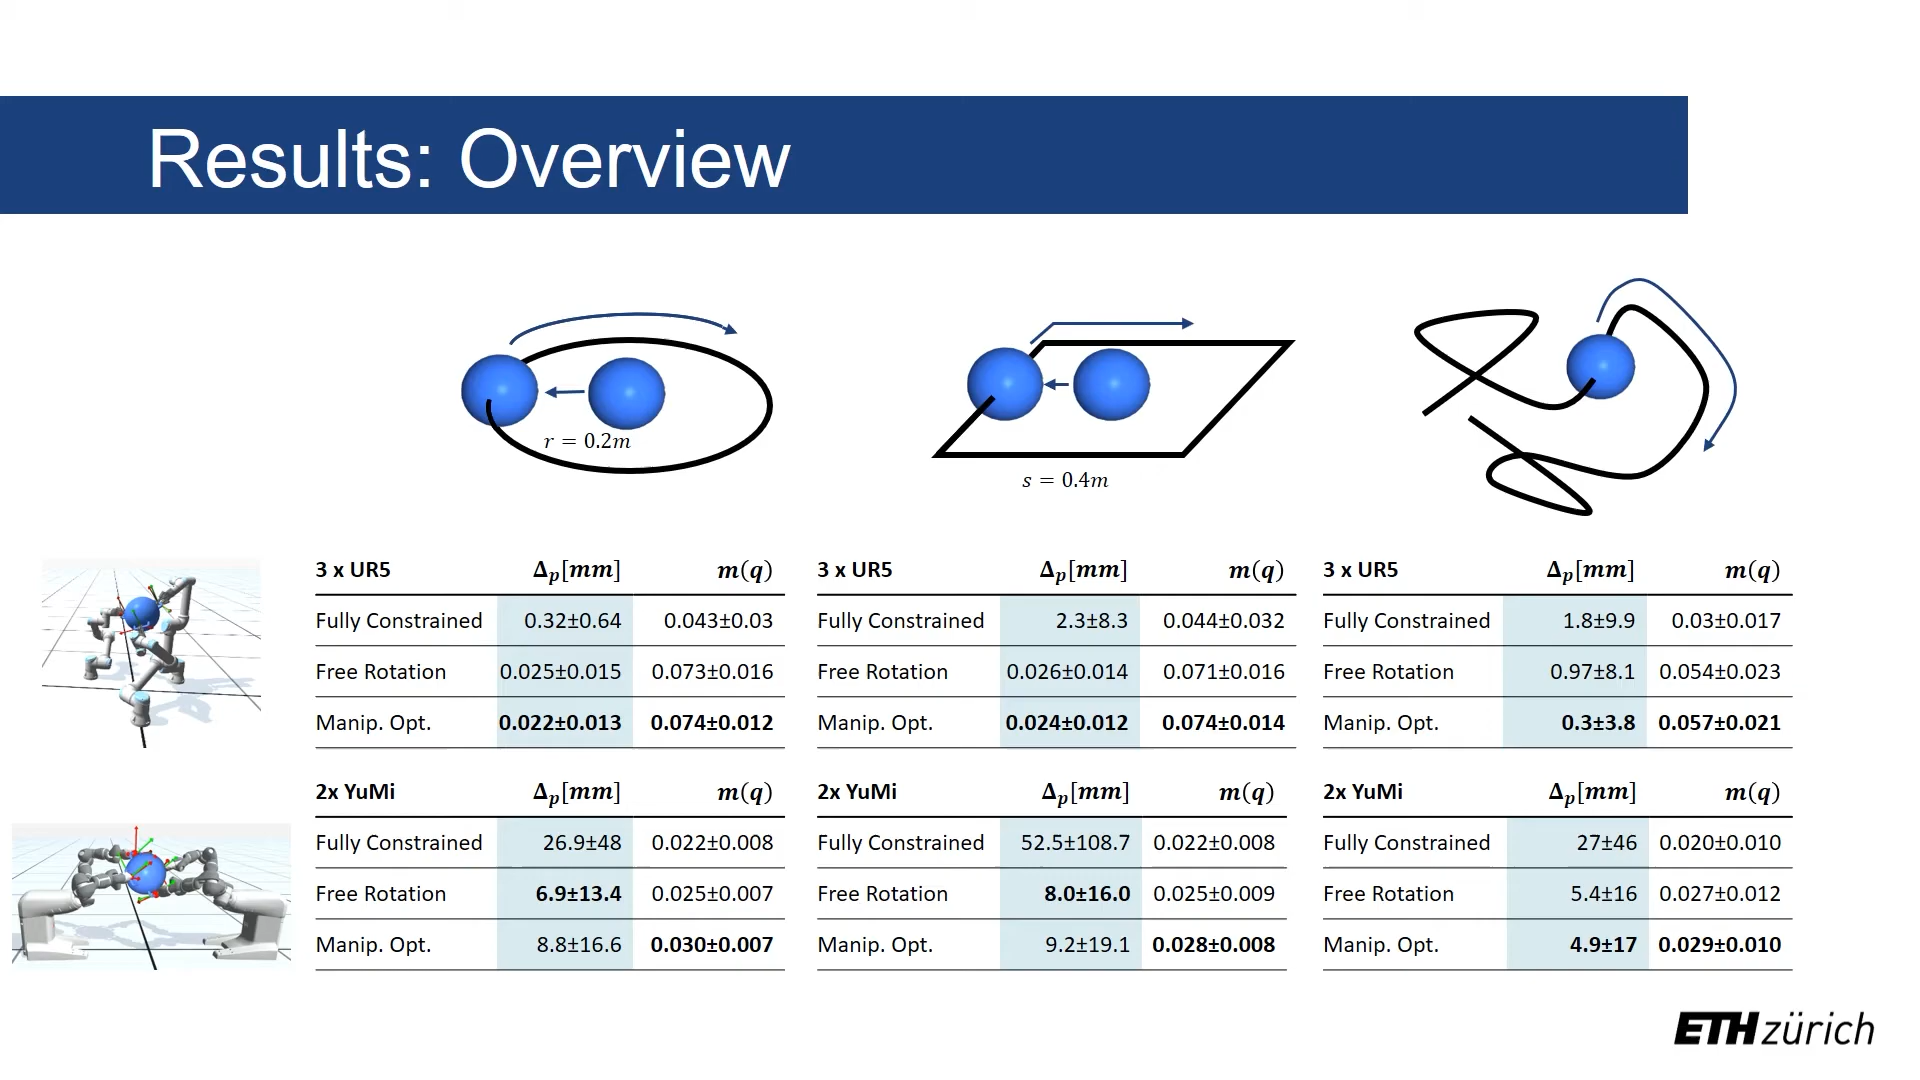 Results: Overview
r = 0.2m
s = 0.4m
3 x UR5 Δp[mm] m(q)
Fully Constrained 0.32±0.64 0.043±0.03
Free Rotation 0.025±0.015 0.073±0.016
Manip. Opt. 0.022±0.013 0.074±0.012
3 x UR5 Δp[mm] m(q)
Fully Constrained 2.3±8.3 0.044±0.032
Free Rotation 0.026±0.014 0.071±0.016
Manip. Opt. 0.024±0.012 0.074±0.014
3 x UR5 Δp[mm] m(q)
Fully Constrained 1.8±9.9 0.03±0.017
Free Rotation 0.97±8.1 0.054±0.023
Manip. Opt. 0.3±3.8 0.057±0.021
2x YuMi Δp[mm] m(q)
Fully Constrained 26.9±48 0.022±0.008
Free Rotation 6.9±13.4 0.025±0.007
Manip. Opt. 8.8±16.6 0.030±0.007
2x YuMi Δp[mm] m(q)
Fully Constrained 52.5±108.7 0.022±0.008
Free Rotation 8.0±16.0 0.025±0.009
Manip. Opt. 9.2±19.1 0.028±0.008
2x YuMi Δp[mm] m(q)
Fully Constrained 27±46 0.020±0.010
Free Rotation 5.4±16 0.027±0.012
Manip. Opt. 4.9±17 0.029±0.010
ETH zürich